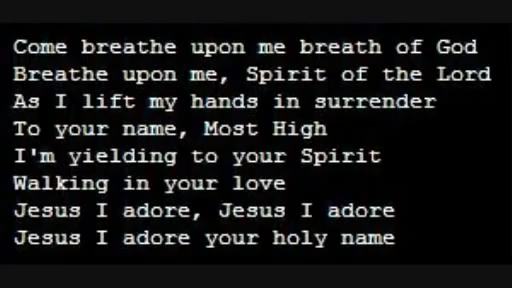 Come breathe upon me breath of God
Breathe upon me, Spirit of the Lord
As I lift my hands in surrender
To your name, Most High
I'm yielding to your Spirit
Walking in your love
Jesus I adore, Jesus I adore
Jesus I adore your holy name